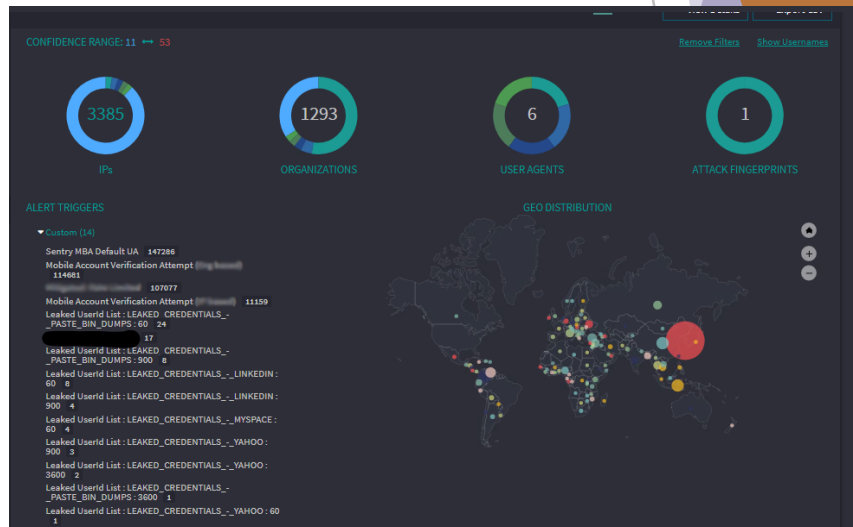 CONFIDENCE RANGE: 11 ↔ 53
Remove Filters Show Usernames
3385
1293
6
1
IPs
ORGANIZATIONS
USER AGENTS
ATTACK FINGERPRINTS
ALERT TRIGGERS
GEO DISTRIBUTION
Custom (14)
Sentry MBA Default UA 147286
Mobile Account Verification Attempt
114681
107077
Mobile Account Verification Attempt 11159
Leaked UserId List : LEAKED_CREDENTIALS_-
_PASTE_BIN_DUMPS : 60 24
17
Leaked UserId List : LEAKED_CREDENTIALS_-
_PASTE_BIN_DUMPS : 900 8
Leaked UserId List : LEAKED_CREDENTIALS_-_LINKEDIN :
60 8
Leaked UserId List : LEAKED_CREDENTIALS_-_LINKEDIN :
900 4
Leaked UserId List : LEAKED_CREDENTIALS_-_MYSPACE :
60 4
Leaked UserId List : LEAKED_CREDENTIALS_-_YAHOO :
900 3
Leaked UserId List : LEAKED_CREDENTIALS_-_YAHOO :
3600 2
Leaked UserId List : LEAKED_CREDENTIALS_-
_PASTE_BIN_DUMPS : 3600 1
Leaked UserId List : LEAKED_CREDENTIALS_-_YAHOO : 60
1